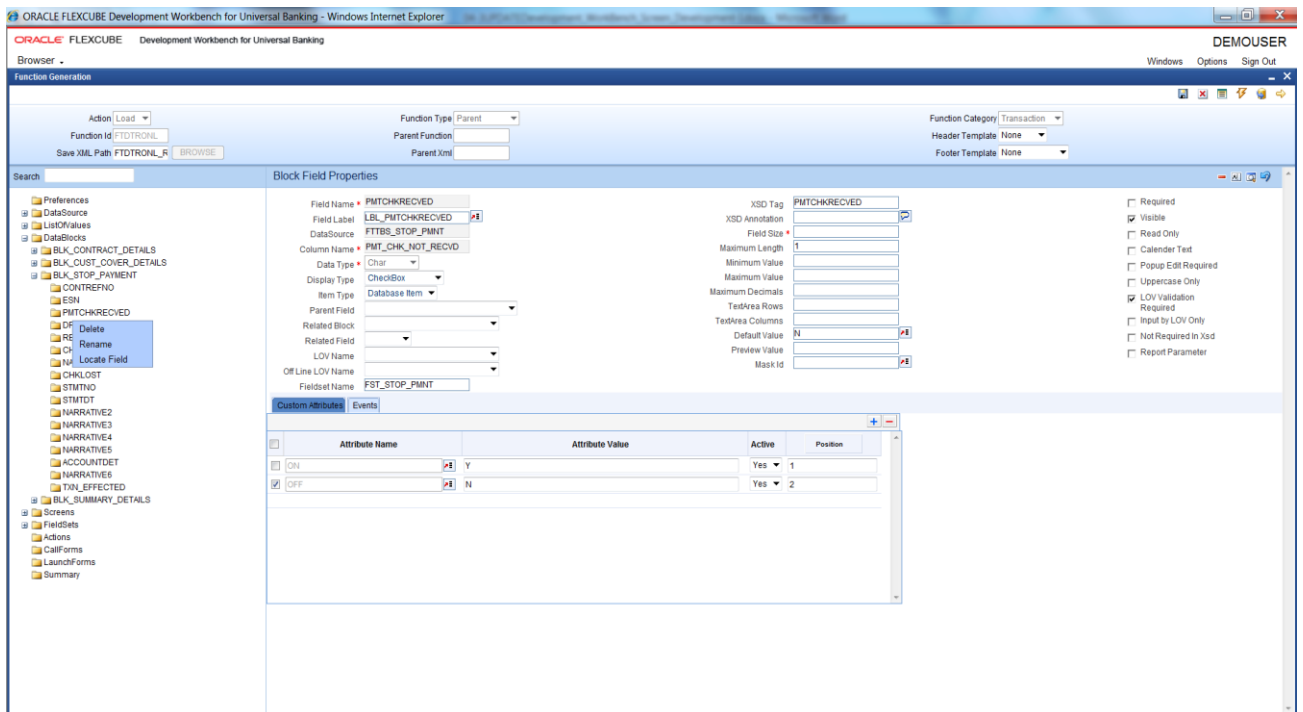 ORACLE FLEXCUBE Development Workbench for Universal Banking - Windows Internet Explorer
ORACLE FLEXCUBE Development Workbench for Universal Banking
DEMOUSER
Browser
Windows Options Sign Out
Function Generation
Action Load Function Type Parent Function Category Transaction
Function Id FTDTRONL Parent Function Header Template None
Save XML Path FTDTRONL_R BROWSE Parent Xml Footer Template None
Search
Preferences
DataSource
ListOfValues
DataBlocks
BLK_CONTRACT_DETAILS
BLK_CUST_COVER_DETAILS
BLK_STOP_PAYMENT
CONTREFNO
ESN
PMTCHKRECVED
Delete
Rename
Locate Field
CHKLOST
STMTNO
STMTDT
NARRATIVE2
NARRATIVE3
NARRATIVE4
NARRATIVE5
ACCOUNTDET
NARRATIVE6
TXN_EFFECTED
BLK_SUMMARY_DETAILS
Screens
FieldSets
Actions
CallForms
LaunchForms
Summary
Block Field Properties
Field Name * PMTCHKRECVED
Field Label LBL_PMTCHKRECVED
DataSource FTTBS_STOP_PMNT
Column Name * PMT_CHK_NOT_RECVD
Data Type * Char
Display Type CheckBox
Item Type Database Item
Parent Field
Related Block
Related Field
LOV Name
Off Line LOV Name
Fieldset Name FST_STOP_PMNT
XSD Tag PMTCHKRECVED
XSD Annotation
Field Size *
Maximum Length 1
Minimum Value
Maximum Value
Maximum Decimals
TextArea Rows
TextArea Columns
Default Value N
Preview Value
Mask Id
Required
Visible
Read Only
Calender Text
Popup Edit Required
Uppercase Only
LOV Validation
Required
Input by LOV Only
Not Required In Xsd
Report Parameter
Custom Attributes Events
Attribute Name Attribute Value Active Position
ON Y Yes 1
OFF N Yes 2